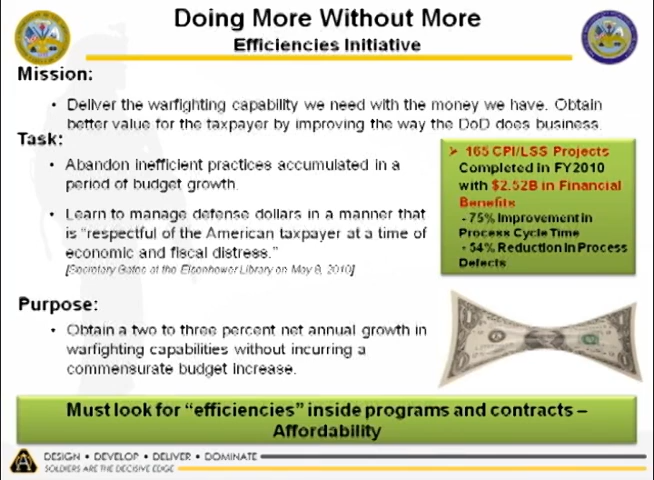 Doing More Without More
Efficiencies Initiative
Mission:
• Deliver the warfighting capability we need with the money we have. Obtain
better value for the taxpayer by improving the way the DoD does business.
Task:
• Abandon inefficient practices accumulated in a
period of budget growth.
• Learn to manage defense dollars in a manner that
is “respectful of the American taxpayer at a time of
economic and fiscal distress.”
[Secretary Gates at the Eisenhower Library on May 8, 2010]
➢ 165 CPI/LSS Projects
Completed in FY2010
with $2.52B in Financial
Benefits
- 75% Improvement in
Process Cycle Time
- 54% Reduction in Process
Defects
Purpose:
• Obtain a two to three percent net annual growth in
warfighting capabilities without incurring a
commensurate budget increase.
Must look for “efficiencies” inside programs and contracts –
Affordability
DESIGN • DEVELOP • DELIVER • DOMINATE
SOLDIERS ARE THE DECISIVE EDGE